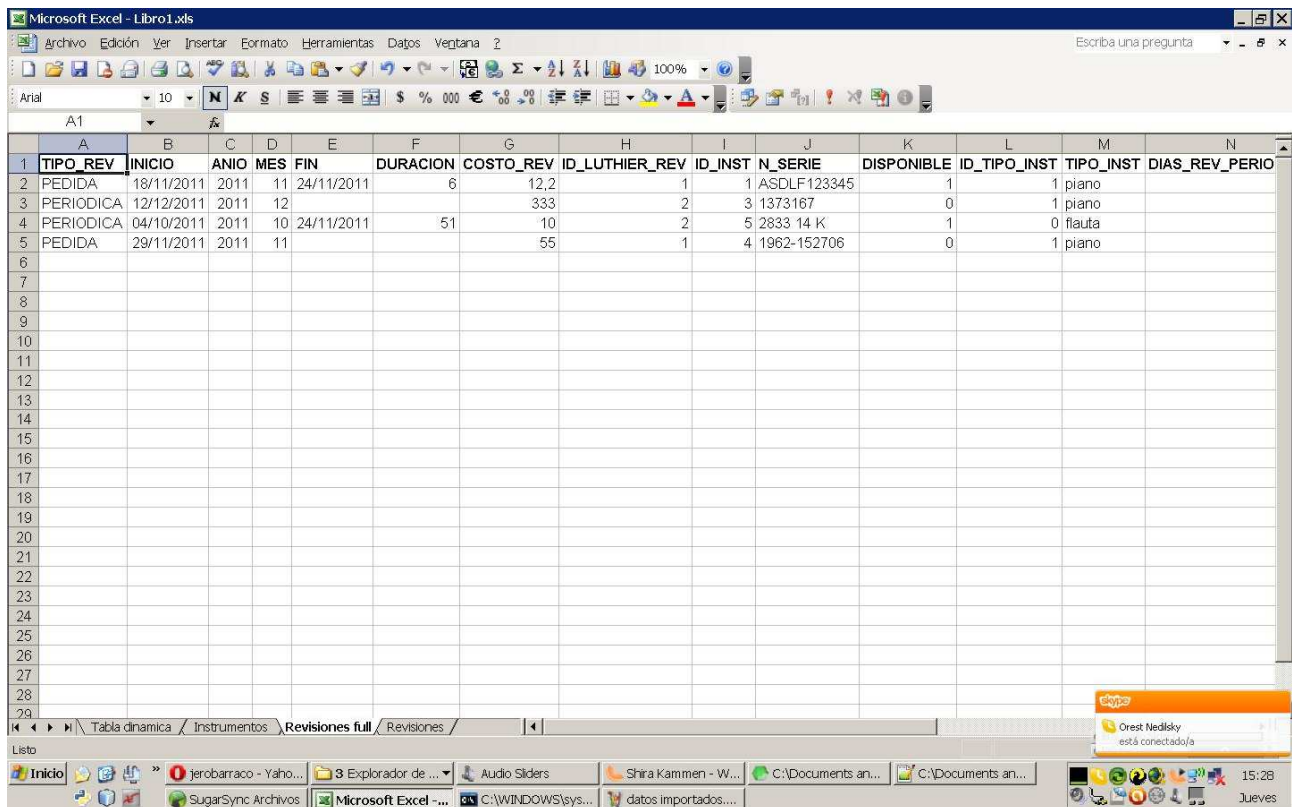 Microsoft Excel - Libro1.xls
Archivo Edición Ver Insertar Formato Herramientas Datos Ventana ? Escriba una pregunta
100%
Arial 10 N K S $ % 000 €
A1 fx
A B C D E F G H I J K L M N
1 TIPO_REV INICIO ANIO MES FIN DURACION COSTO_REV ID_LUTHIER_REV ID_INST N_SERIE DISPONIBLE ID_TIPO_INST TIPO_INST DIAS_REV_PERIO
2 PEDIDA 18/11/2011 2011 11 24/11/2011 6 12,2 1 1 ASDLF123345 1 1 piano
3 PERIODICA 12/12/2011 2011 12 333 2 3 1373167 0 1 piano
4 PERIODICA 04/10/2011 2011 10 24/11/2011 51 10 2 5 2833 14 K 1 0 flauta
5 PEDIDA 29/11/2011 2011 11 55 1 4 1962-152706 0 1 piano
6
7
8
9
10
11
12
13
14
15
16
17
18
19
20
21
22
23
24
25
26
27
28
29
skype
Orest Nedilsky
está conectado/a
Tabla dinamica Instrumentos Revisiones full Revisiones
Listo
Inicio » jerobarraco - Yaho... 3 Explorador de ... Audio Sliders Shira Kammen - W... C:\Documents an... C:\Documents an... 15:28
SugarSync Archivos Microsoft Excel -... C:\WINDOWS\sys... datos importados.... Jueves